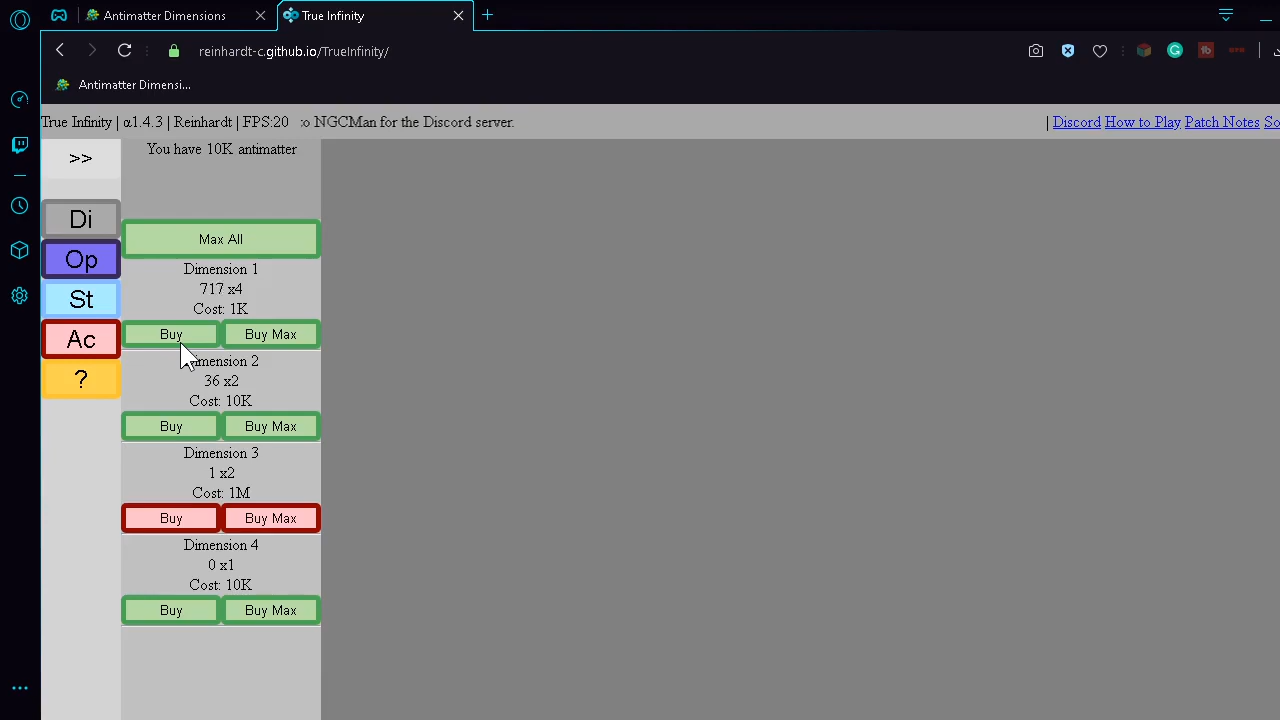 Antimatter Dimensions
True Infinity
reinhardt-c.github.io/TrueInfinity/
Antimatter Dimensi...
True Infinity | α1.4.3 | Reinhardt | FPS:20 :o NGCMan for the Discord server. | Discord How to Play Patch Notes So
>>
You have 10K antimatter
Di
Op
St
Ac
?
Max All
Dimension 1
717 x4
Cost: 1K
Buy Buy Max
mension 2
36 x2
Cost: 10K
Buy Buy Max
Dimension 3
1 x2
Cost: 1M
Buy Buy Max
Dimension 4
0 x1
Cost: 10K
Buy Buy Max